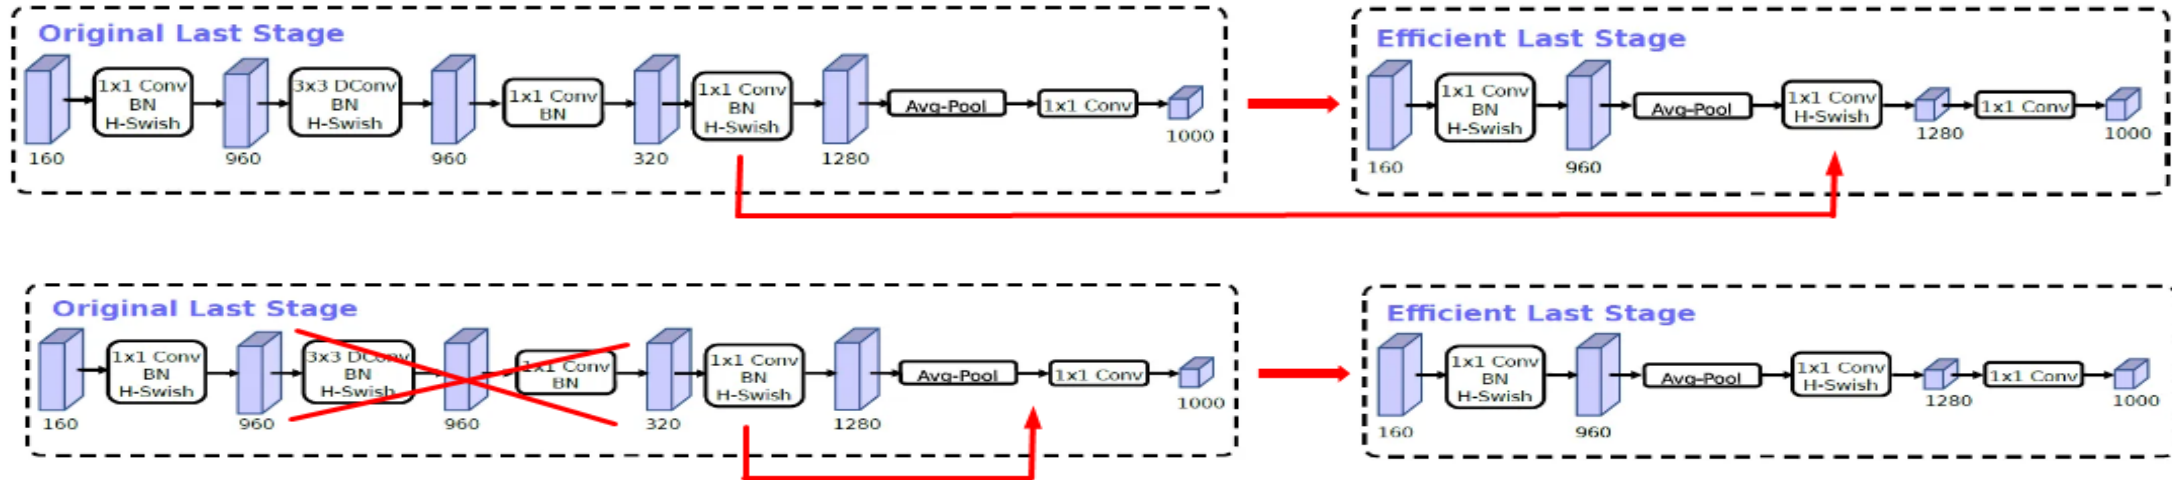 Original Last Stage
1x1 Conv
BN
H-Swish
3x3 DConv
BN
H-Swish
1x1 Conv
BN
1x1 Conv
BN
H-Swish
Avg-Pool
1x1 Conv
160
960
960
320
1280
1000
Efficient Last Stage
1x1 Conv
BN
H-Swish
Avg-Pool
1x1 Conv
H-Swish
1x1 Conv
160
960
1280
1000
Original Last Stage
1x1 Conv
BN
H-Swish
3x3 DConv
BN
H-Swish
1x1 Conv
BN
1x1 Conv
BN
H-Swish
Avg-Pool
1x1 Conv
160
960
960
320
1280
1000
Efficient Last Stage
1x1 Conv
BN
H-Swish
Avg-Pool
1x1 Conv
H-Swish
1x1 Conv
160
960
1280
1000